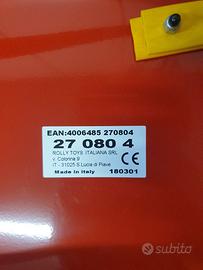 EAN:4006485 270804
27 080 4
ROLLY TOYS ITALIANA SRL
v. Colonna 9
IT - 31025 S.Lucia di Piave
CE
Made in Italy 180301
subito